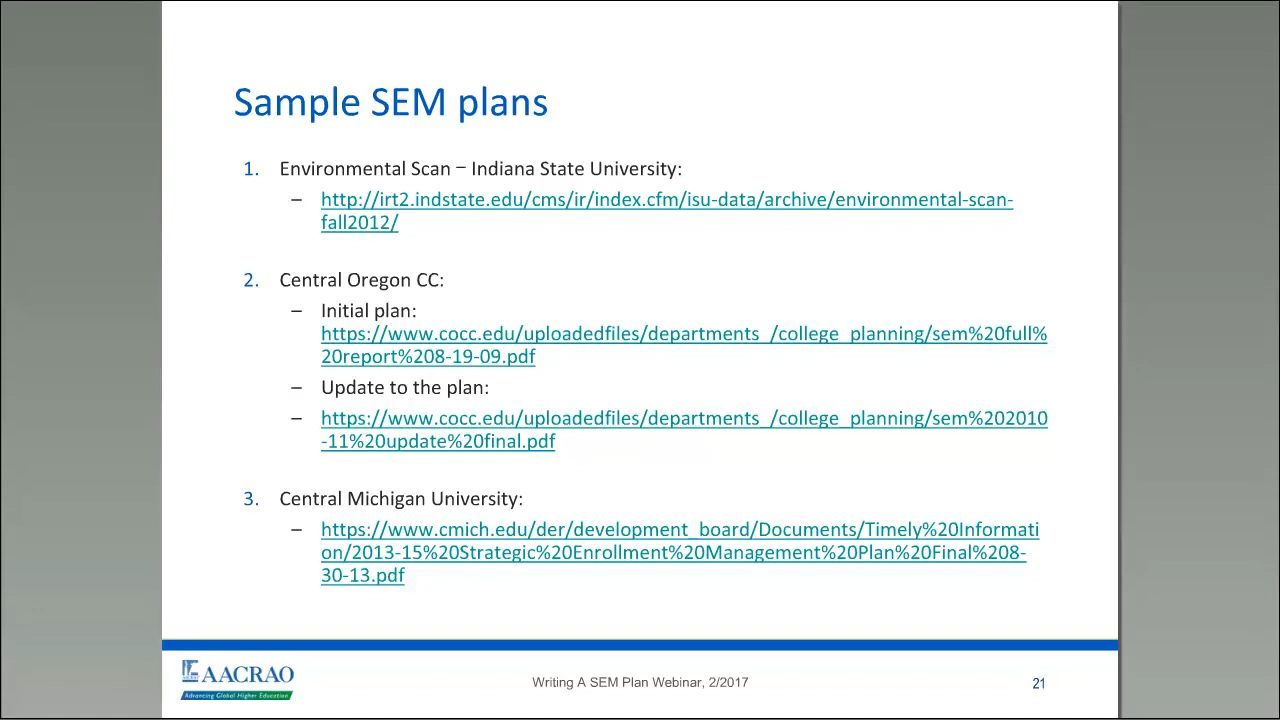 Sample SEM plans
1. Environmental Scan – Indiana State University:
– http://irt2.indstate.edu/cms/ir/index.cfm/isu-data/archive/environmental-scan-
fall2012/
2. Central Oregon CC:
– Initial plan:
https://www.cocc.edu/uploadedfiles/departments_/college_planning/sem%20full%
20report%208-19-09.pdf
– Update to the plan:
– https://www.cocc.edu/uploadedfiles/departments_/college_planning/sem%202010
-11%20update%20final.pdf
3. Central Michigan University:
– https://www.cmich.edu/der/development_board/Documents/Timely%20Informati
on/2013-15%20Strategic%20Enrollment%20Management%20Plan%20Final%208-
30-13.pdf
AACRAO
Advancing Global Higher Education
Writing A SEM Plan Webinar, 2/2017
21